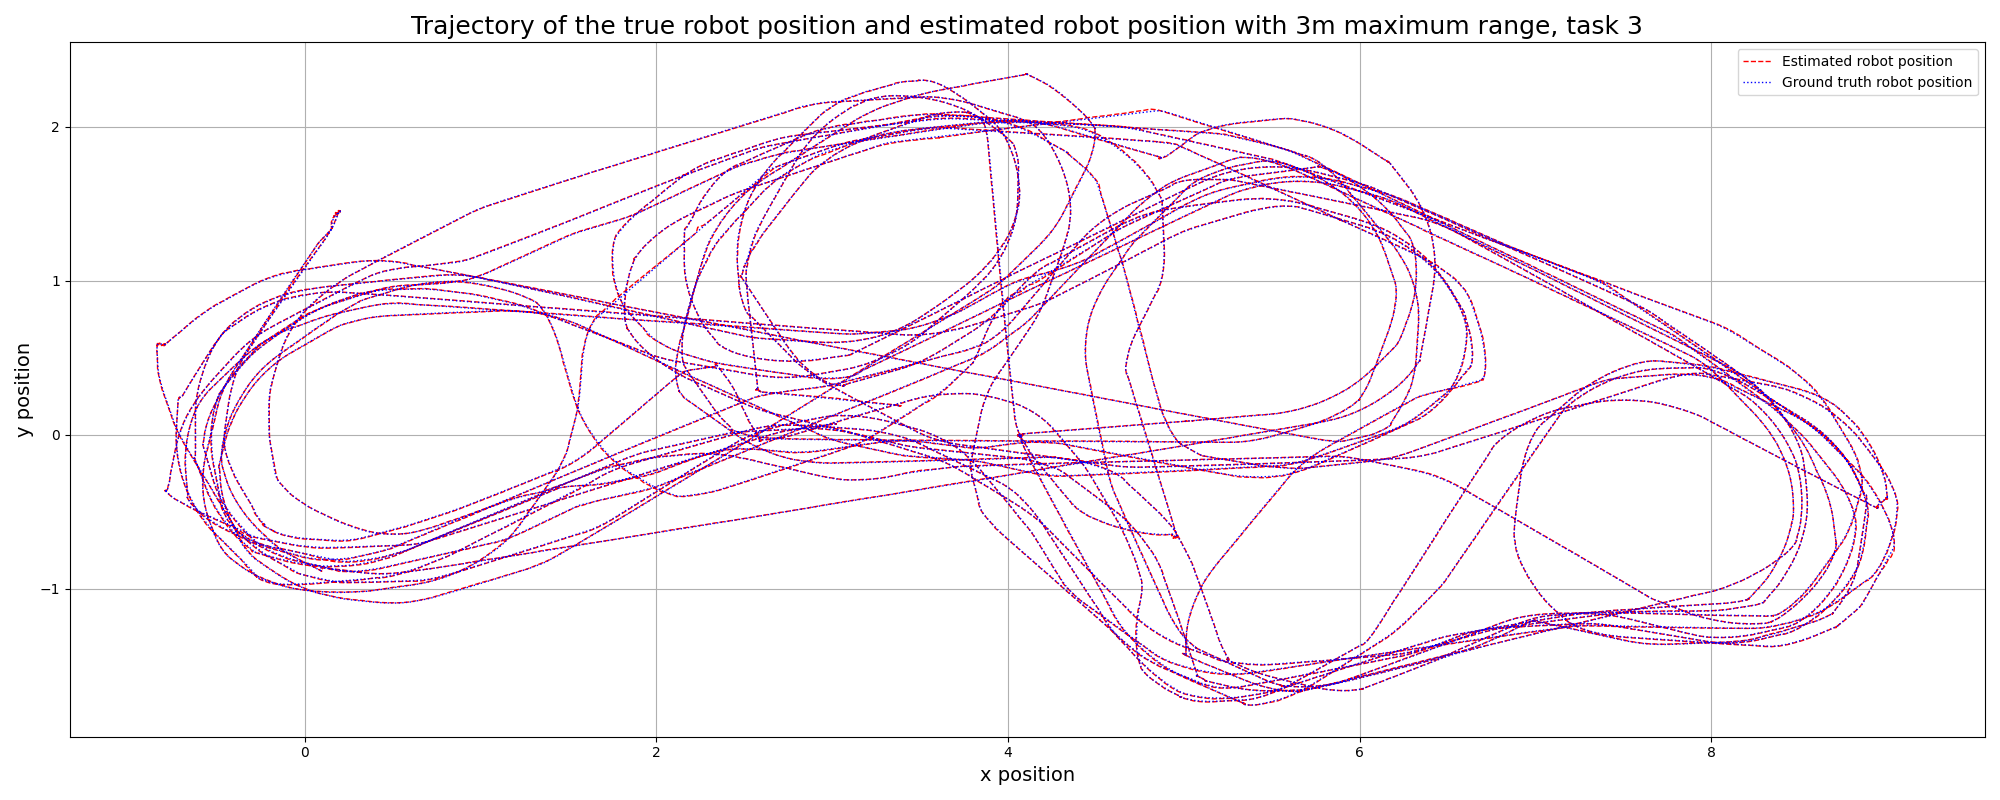 Trajectory of the true robot position and estimated robot position with 3m maximum range, task 3
Estimated robot position
Ground truth robot position
y position
2
1
0
−1
0 2 4 6 8
x position